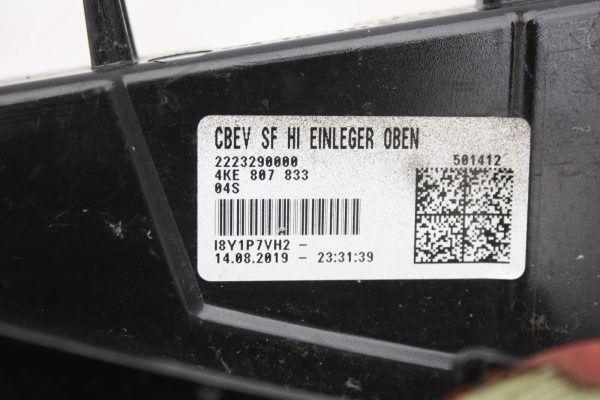 CBEV SF HI EINLEGER OBEN
2223290000 501412
4KE 807 833
04S
I8Y1P7VH2 -
14.08.2019 - 23:31:39